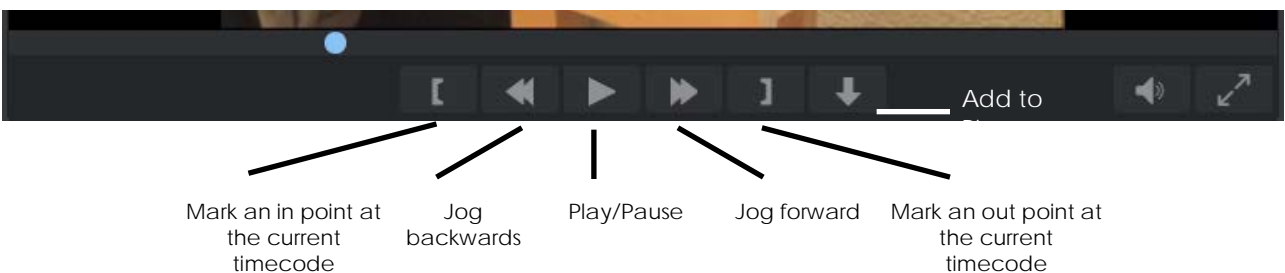 Add to
Mark an in point at
the current
timecode
Jog
backwards
Play/Pause
Jog forward
Mark an out point at
the current
timecode